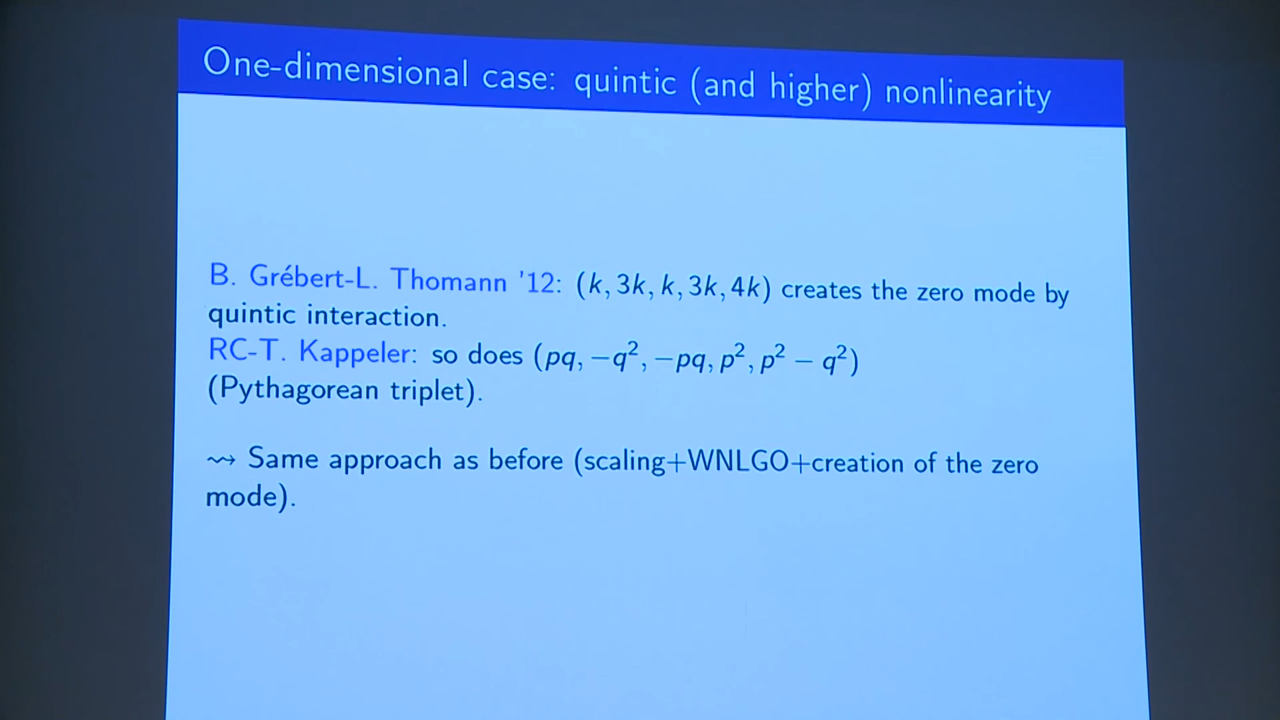 One-dimensional case: quintic (and higher) nonlinearity
B. Grébert-L. Thomann '12: (k, 3k, k, 3k, 4k) creates the zero mode by
quintic interaction.
RC-T. Kappeler: so does (pq, −q², −pq, p², p² − q²)
(Pythagorean triplet).
⇝ Same approach as before (scaling+WNLGO+creation of the zero
mode).